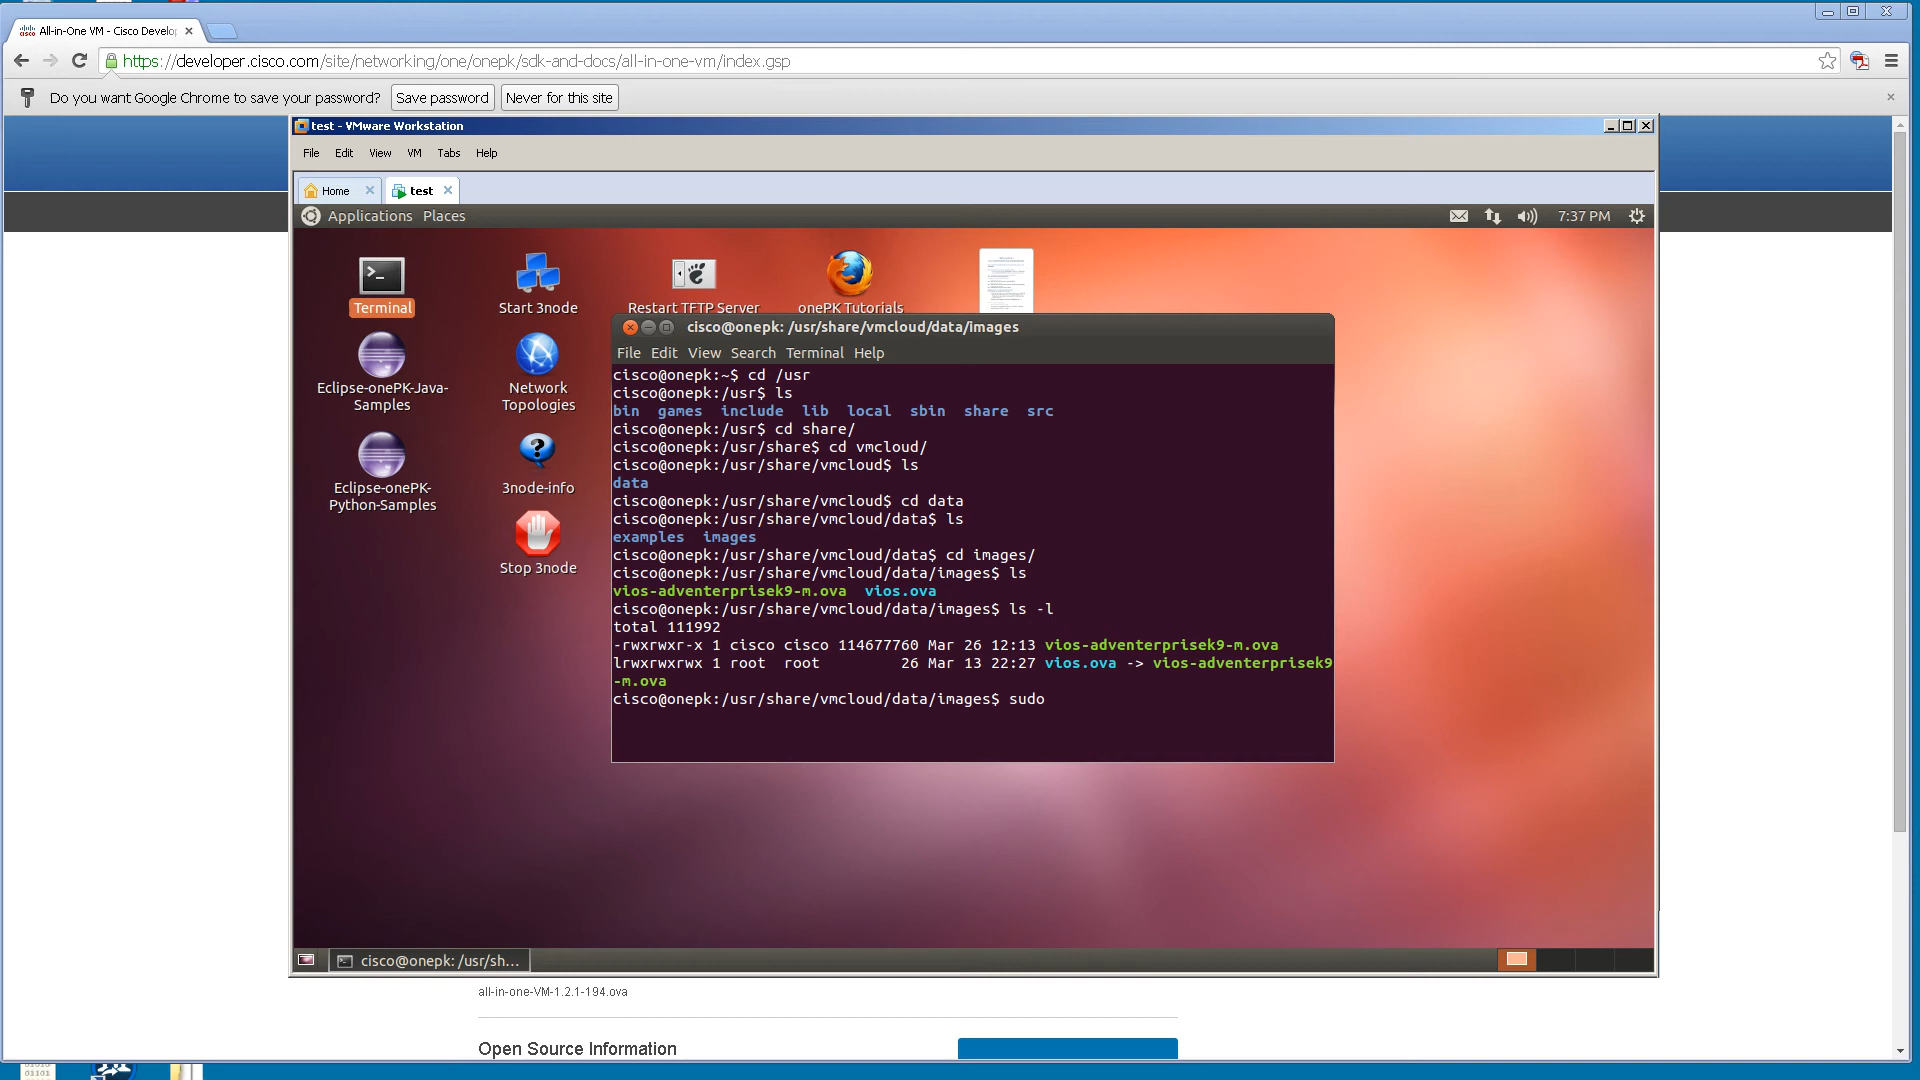 All-in-One VM - Cisco Develo
https://developer.cisco.com/site/networking/one/onepk/sdk-and-docs/all-in-one-vm/index.gsp
Do you want Google Chrome to save your password? Save password Never for this site
test - VMware Workstation
File Edit View VM Tabs Help
Home test
Applications Places 7:37 PM
Terminal
Start 3node
Restart TFTP Server
onePK Tutorials
Eclipse-onePK-Java-
Samples
Network
Topologies
Eclipse-onePK-
Python-Samples
3node-info
Stop 3node
cisco@onepk: /usr/share/vmcloud/data/images
File Edit View Search Terminal Help
cisco@onepk:~$ cd /usr
cisco@onepk:/usr$ ls
bin games include lib local sbin share src
cisco@onepk:/usr$ cd share/
cisco@onepk:/usr/share$ cd vmcloud/
cisco@onepk:/usr/share/vmcloud$ ls
data
cisco@onepk:/usr/share/vmcloud$ cd data
cisco@onepk:/usr/share/vmcloud/data$ ls
examples images
cisco@onepk:/usr/share/vmcloud/data$ cd images/
cisco@onepk:/usr/share/vmcloud/data/images$ ls
vios-adventerprisek9-m.ova vios.ova
cisco@onepk:/usr/share/vmcloud/data/images$ ls -l
total 111992
-rwxrwxr-x 1 cisco cisco 114677760 Mar 26 12:13 vios-adventerprisek9-m.ova
lrwxrwxrwx 1 root root 26 Mar 13 22:27 vios.ova -> vios-adventerprisek9
-m.ova
cisco@onepk:/usr/share/vmcloud/data/images$ sudo
cisco@onepk: /usr/sh...
all-in-one-VM-1.2.1-194.ova
Open Source Information